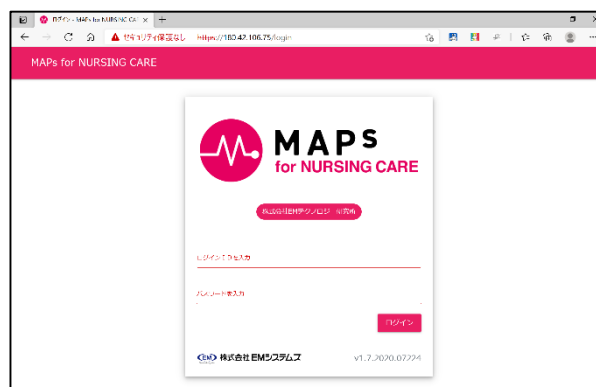 ログイン - MAPs for NURSING CA
セキュリティ保護なし https://180.42.106.75/login
MAPs for NURSING CARE
MAPs
for NURSING CARE
株式会社EMテクノロジー研究所
ログインIDを入力
パスワードを入力
ログイン
EM 株式会社EMシステムズ
v1.7.2020.07224